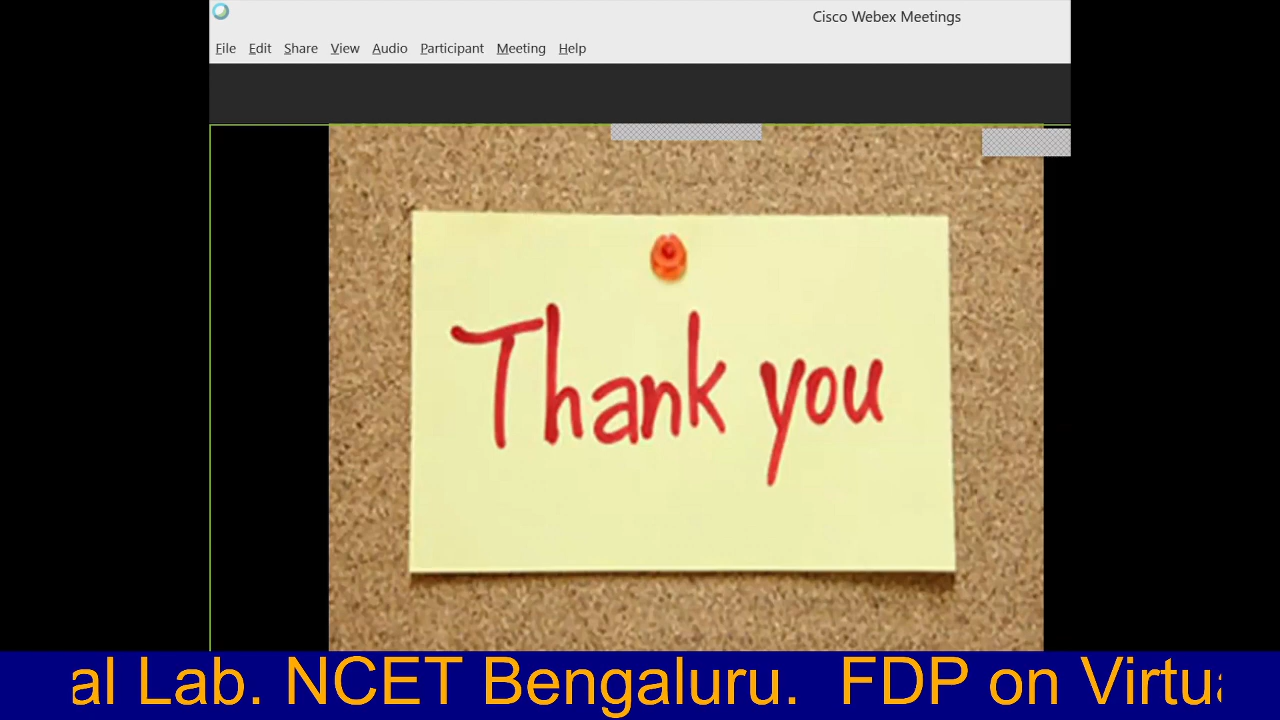 Cisco Webex Meetings
File Edit Share View Audio Participant Meeting Help
Thank you
al Lab. NCET Bengaluru. FDP on Virtu